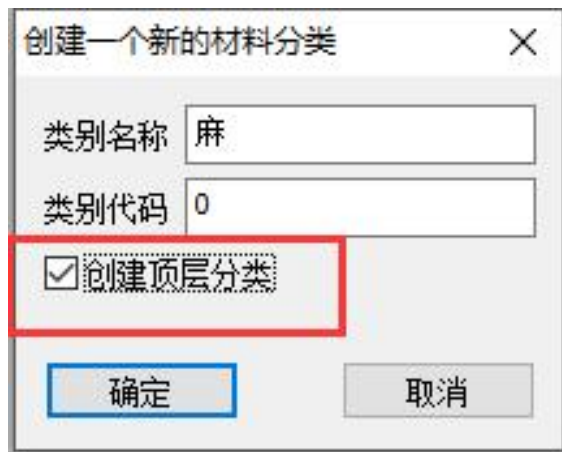 创建一个新的材料分类
类别名称 麻
类别代码 0
创建顶层分类
确定 取消